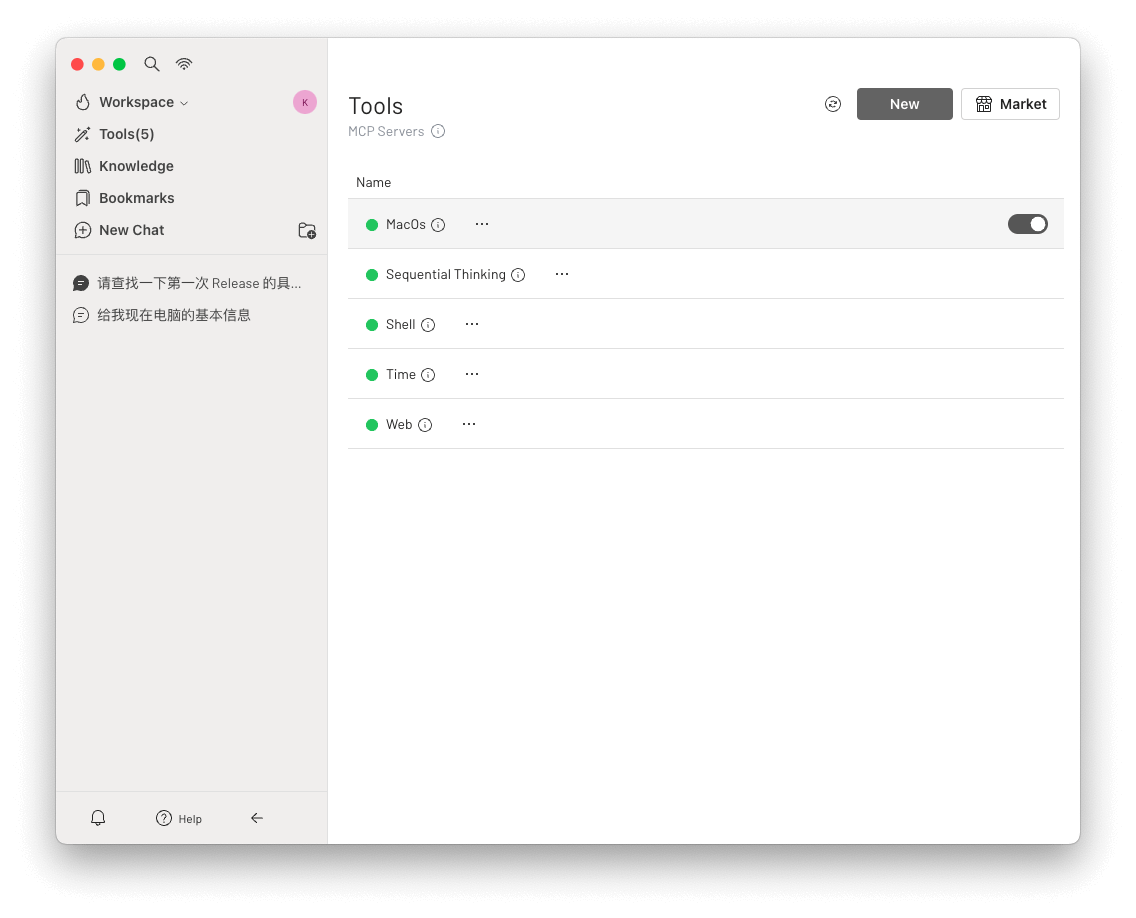 Workspace
K
Tools(5)
Knowledge
Bookmarks
New Chat
请查找一下第一次 Release 的具...
给我现在电脑的基本信息
Help
Tools
MCP Servers
New
Market
Name
MacOs
Sequential Thinking
Shell
Time
Web